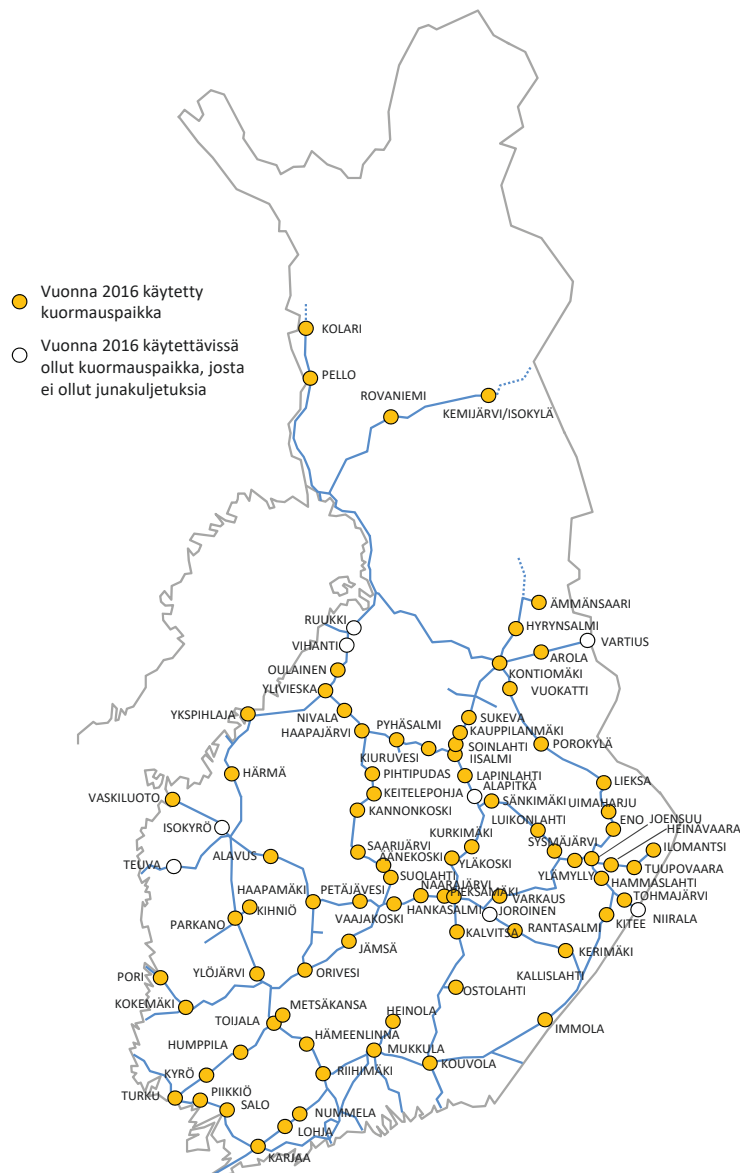 Vuonna 2016 käytetty
kuormauspaikka
Vuonna 2016 käytettävissä
ollut kuormauspaikka, josta
ei ollut junakuljetuksia
KOLARI
PELLO
ROVANIEMI
KEMIJÄRVI/ISOKYLÄ
ÄMMÄNSAARI
RUUKKI
HYRYNSALMI
VARTIUS
VIHANTI
AROLA
OULAINEN
KONTIOMÄKI
YLIVIESKA
VUOKATTI
YKSPIHLAJA
NIVALA
SUKEVA
HAAPAJÄRVI
PYHÄSALMI
KAUPPILANMÄKI
SOINLAHTI
POROKYLÄ
KIURUVESI
IISALMI
HÄRMÄ
PIHTIPUDAS
LAPINLAHTI
LIEKSA
ALAPITKÄ
VASKILUOTO
KEITELEPOHJA
SÄNKIMÄKI
UIMAHARJU
KANNONKOSKI
LUIKONLAHTI
ENO
JOENSUU
ISOKYRÖ
KURKIMÄKI
HEINÄVAARA
SAARIJÄRVI
SYSMÄJÄRVI
ILOMANTSI
ALAVUS
ÄÄNEKOSKI
YLÄKOSKI
TEUVA
SUOLAHTI
YLÄMYLLY
TUUPOVAARA
HAMMASLAHTI
HAAPAMÄKI
PETÄJÄVESI
NAARAJÄRVI
PIEKSÄMÄKI
VARKAUS
TOHMAJÄRVI
KIHNIÖ
VAAJAKOSKI
HANKASALMI
JOROINEN
PARKANO
KITEE
NIIRALA
KALVITSA
RANTASALMI
JÄMSÄ
KERIMÄKI
PORI
YLÖJÄRVI
ORIVESI
KALLISLAHTI
OSTOLAHTI
KOKEMÄKI
METSÄKANSA
HEINOLA
TOIJALA
IMMOLA
HÄMEENLINNA
HUMPPILA
MUKKULA
KOUVOLA
KYRÖ
RIIHIMÄKI
PIIKKIÖ
TURKU
SALO
NUMMELA
LOHJA
KARJAA